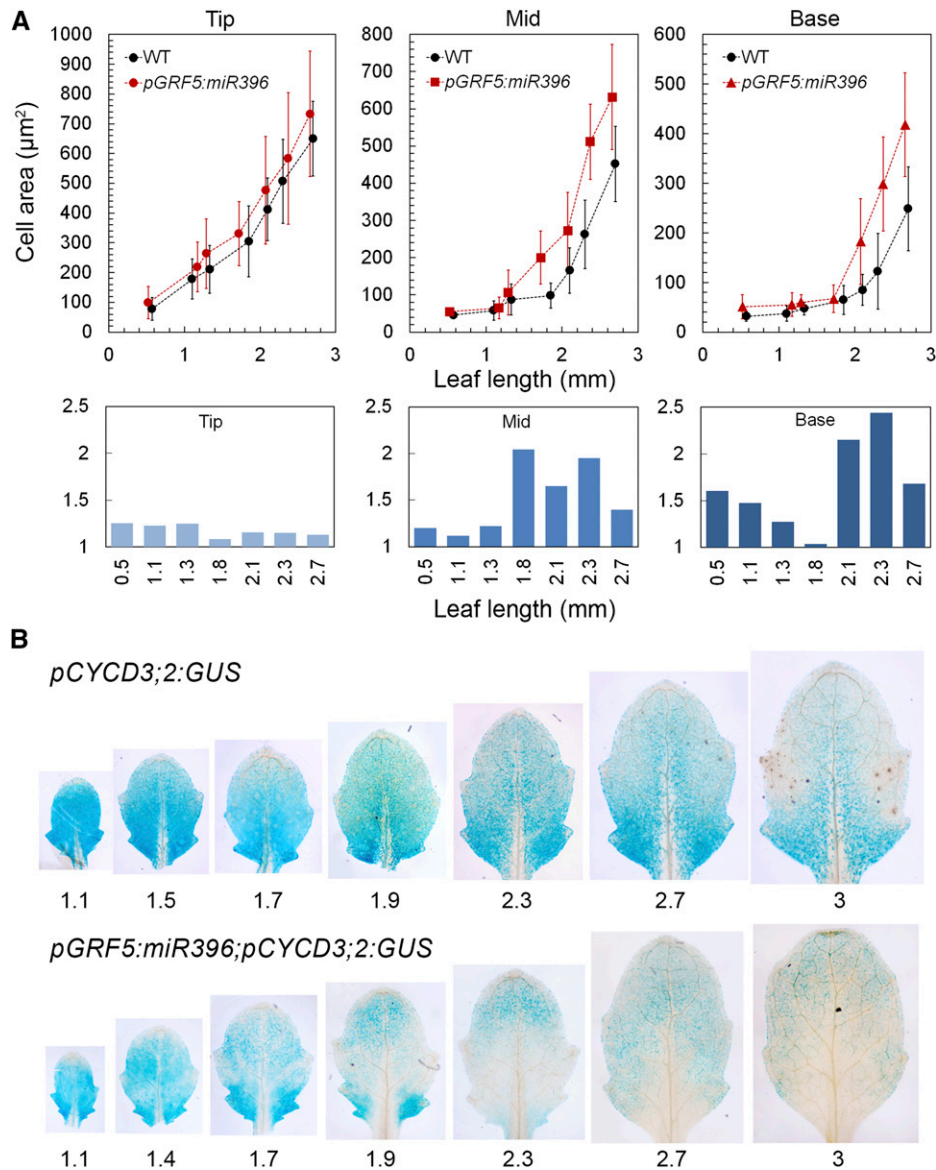 A
Tip
Mid
Base
Cell area (µm²)
1000
900
800
700
600
500
400
300
200
100
0
WT
pGRF5:miR396
0 1 2 3
800
700
600
500
400
300
200
100
0
WT
pGRF5:miR396
0 1 2 3
600
500
400
300
200
100
0
WT
pGRF5:miR396
0 1 2 3
Leaf length (mm)
2.5
2
1.5
1
Tip
0.5 1.1 1.3 1.8 2.1 2.3 2.7
2.5
2
1.5
1
Mid
0.5 1.1 1.3 1.8 2.1 2.3 2.7
2.5
2
1.5
1
Base
0.5 1.1 1.3 1.8 2.1 2.3 2.7
Leaf length (mm)
B
pCYCD3;2:GUS
1.1 1.5 1.7 1.9 2.3 2.7 3
pGRF5:miR396;pCYCD3;2:GUS
1.1 1.4 1.7 1.9 2.3 2.7 3